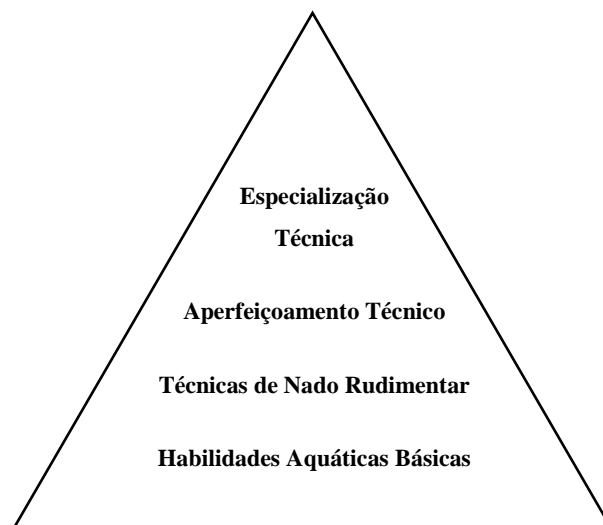 Especialização
Técnica
Aperfeiçoamento Técnico
Técnicas de Nado Rudimentar
Habilidades Aquáticas Básicas